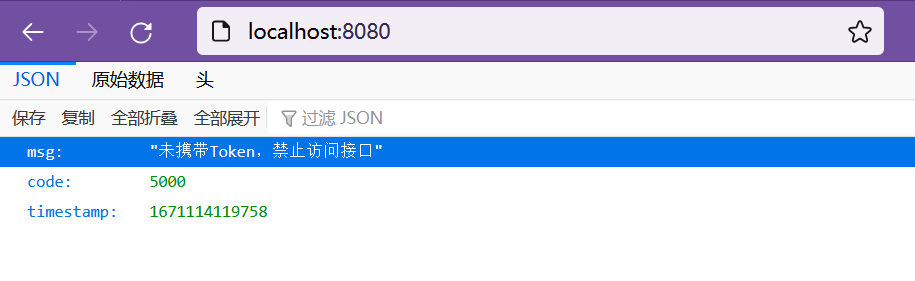 localhost:8080
JSON 原始数据 头
保存 复制 全部折叠 全部展开 过滤 JSON
msg: "未携带Token，禁止访问接口"
code: 5000
timestamp: 1671114119758